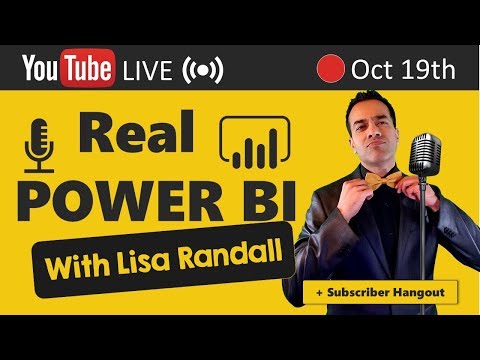 YouTube LIVE
Oct 19th
Real
POWER BI
With Lisa Randall
+ Subscriber Hangout